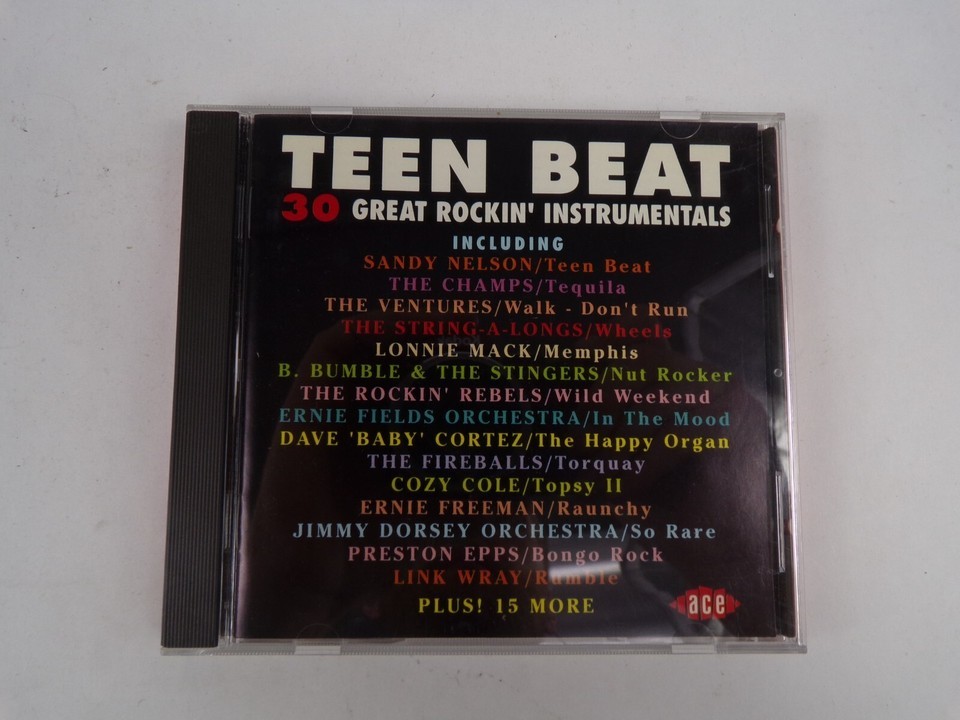 TEEN BEAT
30 GREAT ROCKIN' INSTRUMENTALS
INCLUDING
SANDY NELSON/Teen Beat
THE CHAMPS/Tequila
THE VENTURES/Walk - Don't Run
THE STRING-A-LONGS/Wheels
LONNIE MACK/Memphis
B. BUMBLE & THE STINGERS/Nut Rocker
THE ROCKIN' REBELS/Wild Weekend
ERNIE FIELDS ORCHESTRA/In The Mood
DAVE 'BABY' CORTEZ/The Happy Organ
THE FIREBALLS/Torquay
COZY COLE/Topsy II
ERNIE FREEMAN/Raunchy
JIMMY DORSEY ORCHESTRA/So Rare
PRESTON EPPS/Bongo Rock
LINK WRAY/Rumble
PLUS! 15 MORE
ace